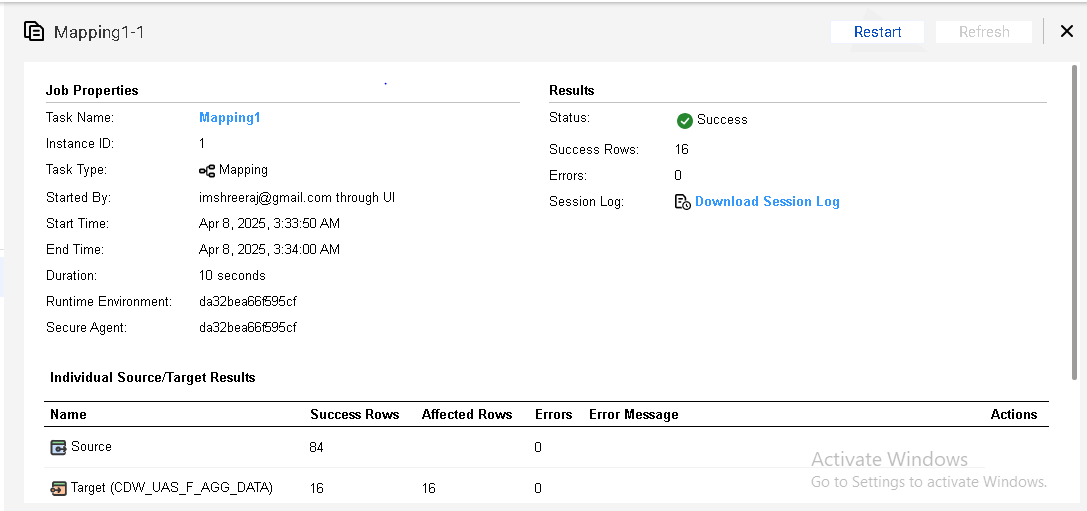 Mapping1-1
Restart
Refresh
Job Properties
Task Name: Mapping1
Instance ID: 1
Task Type: Mapping
Started By: imshreeraj@gmail.com through UI
Start Time: Apr 8, 2025, 3:33:50 AM
End Time: Apr 8, 2025, 3:34:00 AM
Duration: 10 seconds
Runtime Environment: da32bea66f595cf
Secure Agent: da32bea66f595cf
Results
Status: Success
Success Rows: 16
Errors: 0
Session Log: Download Session Log
Individual Source/Target Results
Name Success Rows Affected Rows Errors Error Message Actions
Source 84 0
Target (CDW_UAS_F_AGG_DATA) 16 16 0
Activate Windows
Go to Settings to activate Windows.